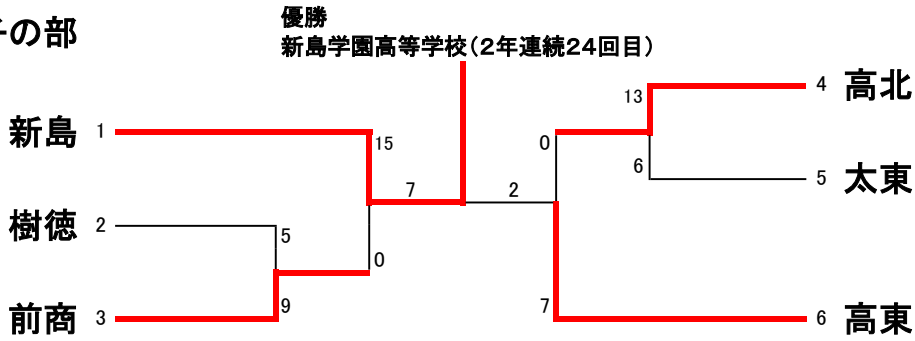 の部
優勝
新島学園高等学校（2年連続24回目）
新島 1
樹徳 2
前商 3
15
7
5
0
9
2
13
0
6
7
4 高北
5 太東
6 高東